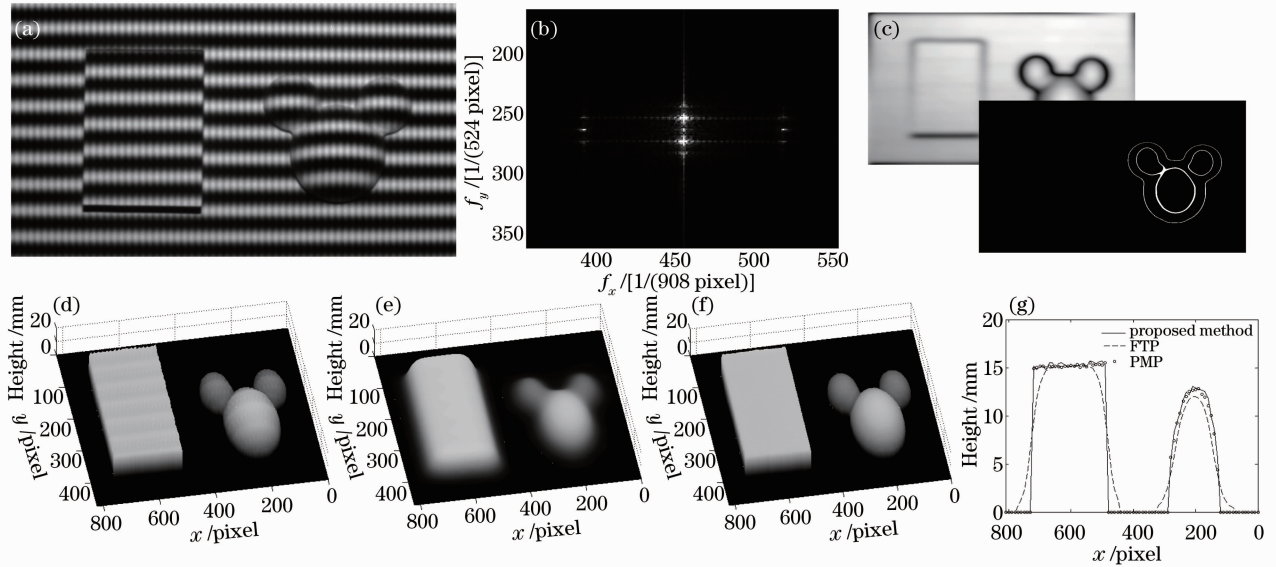 (a)
(b)
200
250
300
350
f_y/[1/(524 pixel)]
400 450 500 550
f_x/[1/(908 pixel)]
(c)
(d)
20
0
Height /mm
100
200
300
400
y/pixel
800 600 400 200 0
x /pixel
(e)
20
0
Height /mm
100
200
300
400
y/pixel
800 600 400 200 0
x /pixel
(f)
20
0
Height /mm
100
200
300
400
y/pixel
800 600 400 200 0
x /pixel
(g)
20
15
10
5
0
Height /mm
proposed method
FTP
PMP
800 600 400 200 0
x /pixel